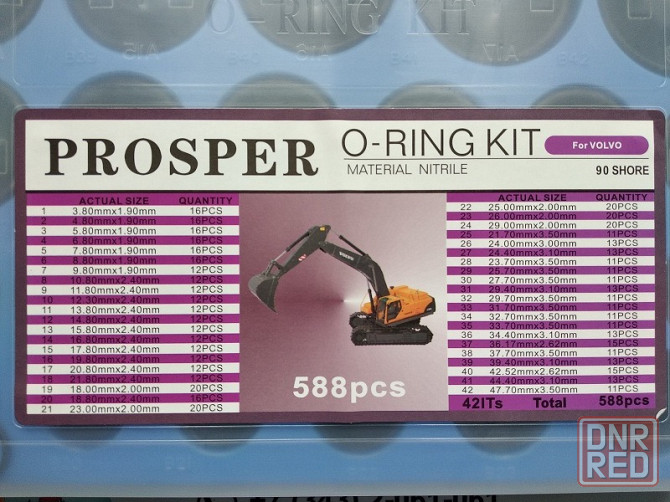 O-RING KIT
PROSPER
O-RING KIT
For VOLVO
MATERIAL NITRILE
90 SHORE
ACTUAL SIZE QUANTITY
1 3.80mmx1.90mm 16PCS
2 4.80mmx1.90mm 16PCS
3 5.80mmx1.90mm 16PCS
4 6.80mmx1.90mm 16PCS
5 7.80mmx1.90mm 16PCS
6 8.80mmx1.90mm 16PCS
7 9.80mmx1.90mm 12PCS
8 10.80mmx2.40mm 12PCS
9 11.80mmx2.40mm 12PCS
10 12.30mmx2.40mm 12PCS
11 13.80mmx2.40mm 12PCS
12 14.80mmx2.40mm 12PCS
13 15.80mmx2.40mm 12PCS
14 16.80mmx2.40mm 12PCS
15 17.80mmx2.40mm 12PCS
16 19.80mmx2.40mm 12PCS
17 20.80mmx2.40mm 12PCS
18 21.80mmx2.40mm 12PCS
19 18.00mmx2.00mm 20PCS
20 18.80mmx2.40mm 16PCS
21 23.00mmx2.00mm 20PCS
VOLVO
588pcs
ACTUAL SIZE QUANTITY
22 25.00mmx2.00mm 20PCS
23 26.00mmx2.00mm 20PCS
24 29.00mmx2.00mm 20PCS
25 21.70mmx3.50mm 11PCS
26 24.00mmx3.00mm 13PCS
27 24.40mmx3.10mm 13PCS
28 23.70mmx3.50mm 11PCS
29 25.70mmx3.50mm 11PCS
30 27.70mmx3.50mm 11PCS
31 29.40mmx3.10mm 13PCS
32 29.70mmx3.50mm 11PCS
33 31.70mmx3.50mm 11PCS
34 32.70mmx3.50mm 11PCS
35 33.70mmx3.50mm 11PCS
36 34.40mmx3.10mm 13PCS
37 36.17mmx2.62mm 15PCS
38 37.70mmx3.50mm 11PCS
39 39.40mmx3.10mm 13PCS
40 42.52mmx2.62mm 15PCS
41 44.40mmx3.10mm 13PCS
42 47.70mmx3.50mm 11PCS
42ITs Total 588pcs
DNR
RED